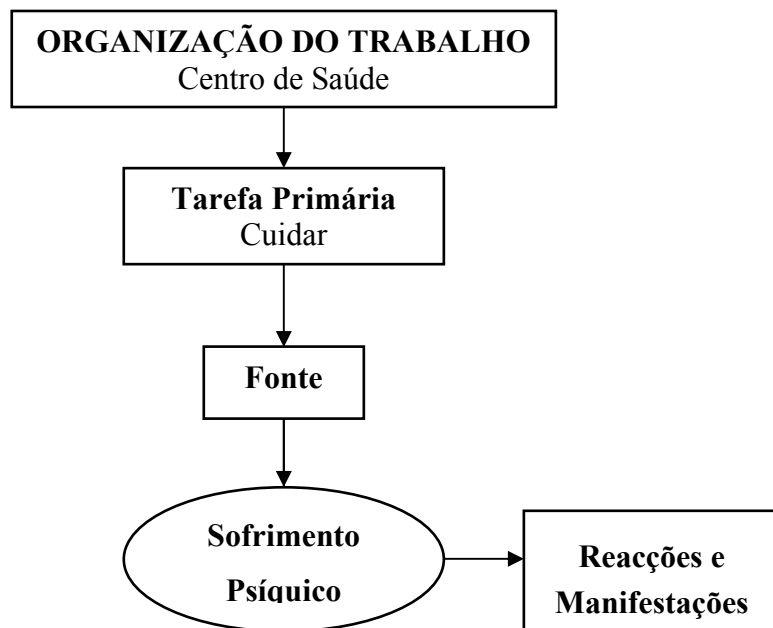 ORGANIZAÇÃO DO TRABALHO
Centro de Saúde
Tarefa Primária
Cuidar
Fonte
Sofrimento
Psíquico
Reacções e
Manifestações